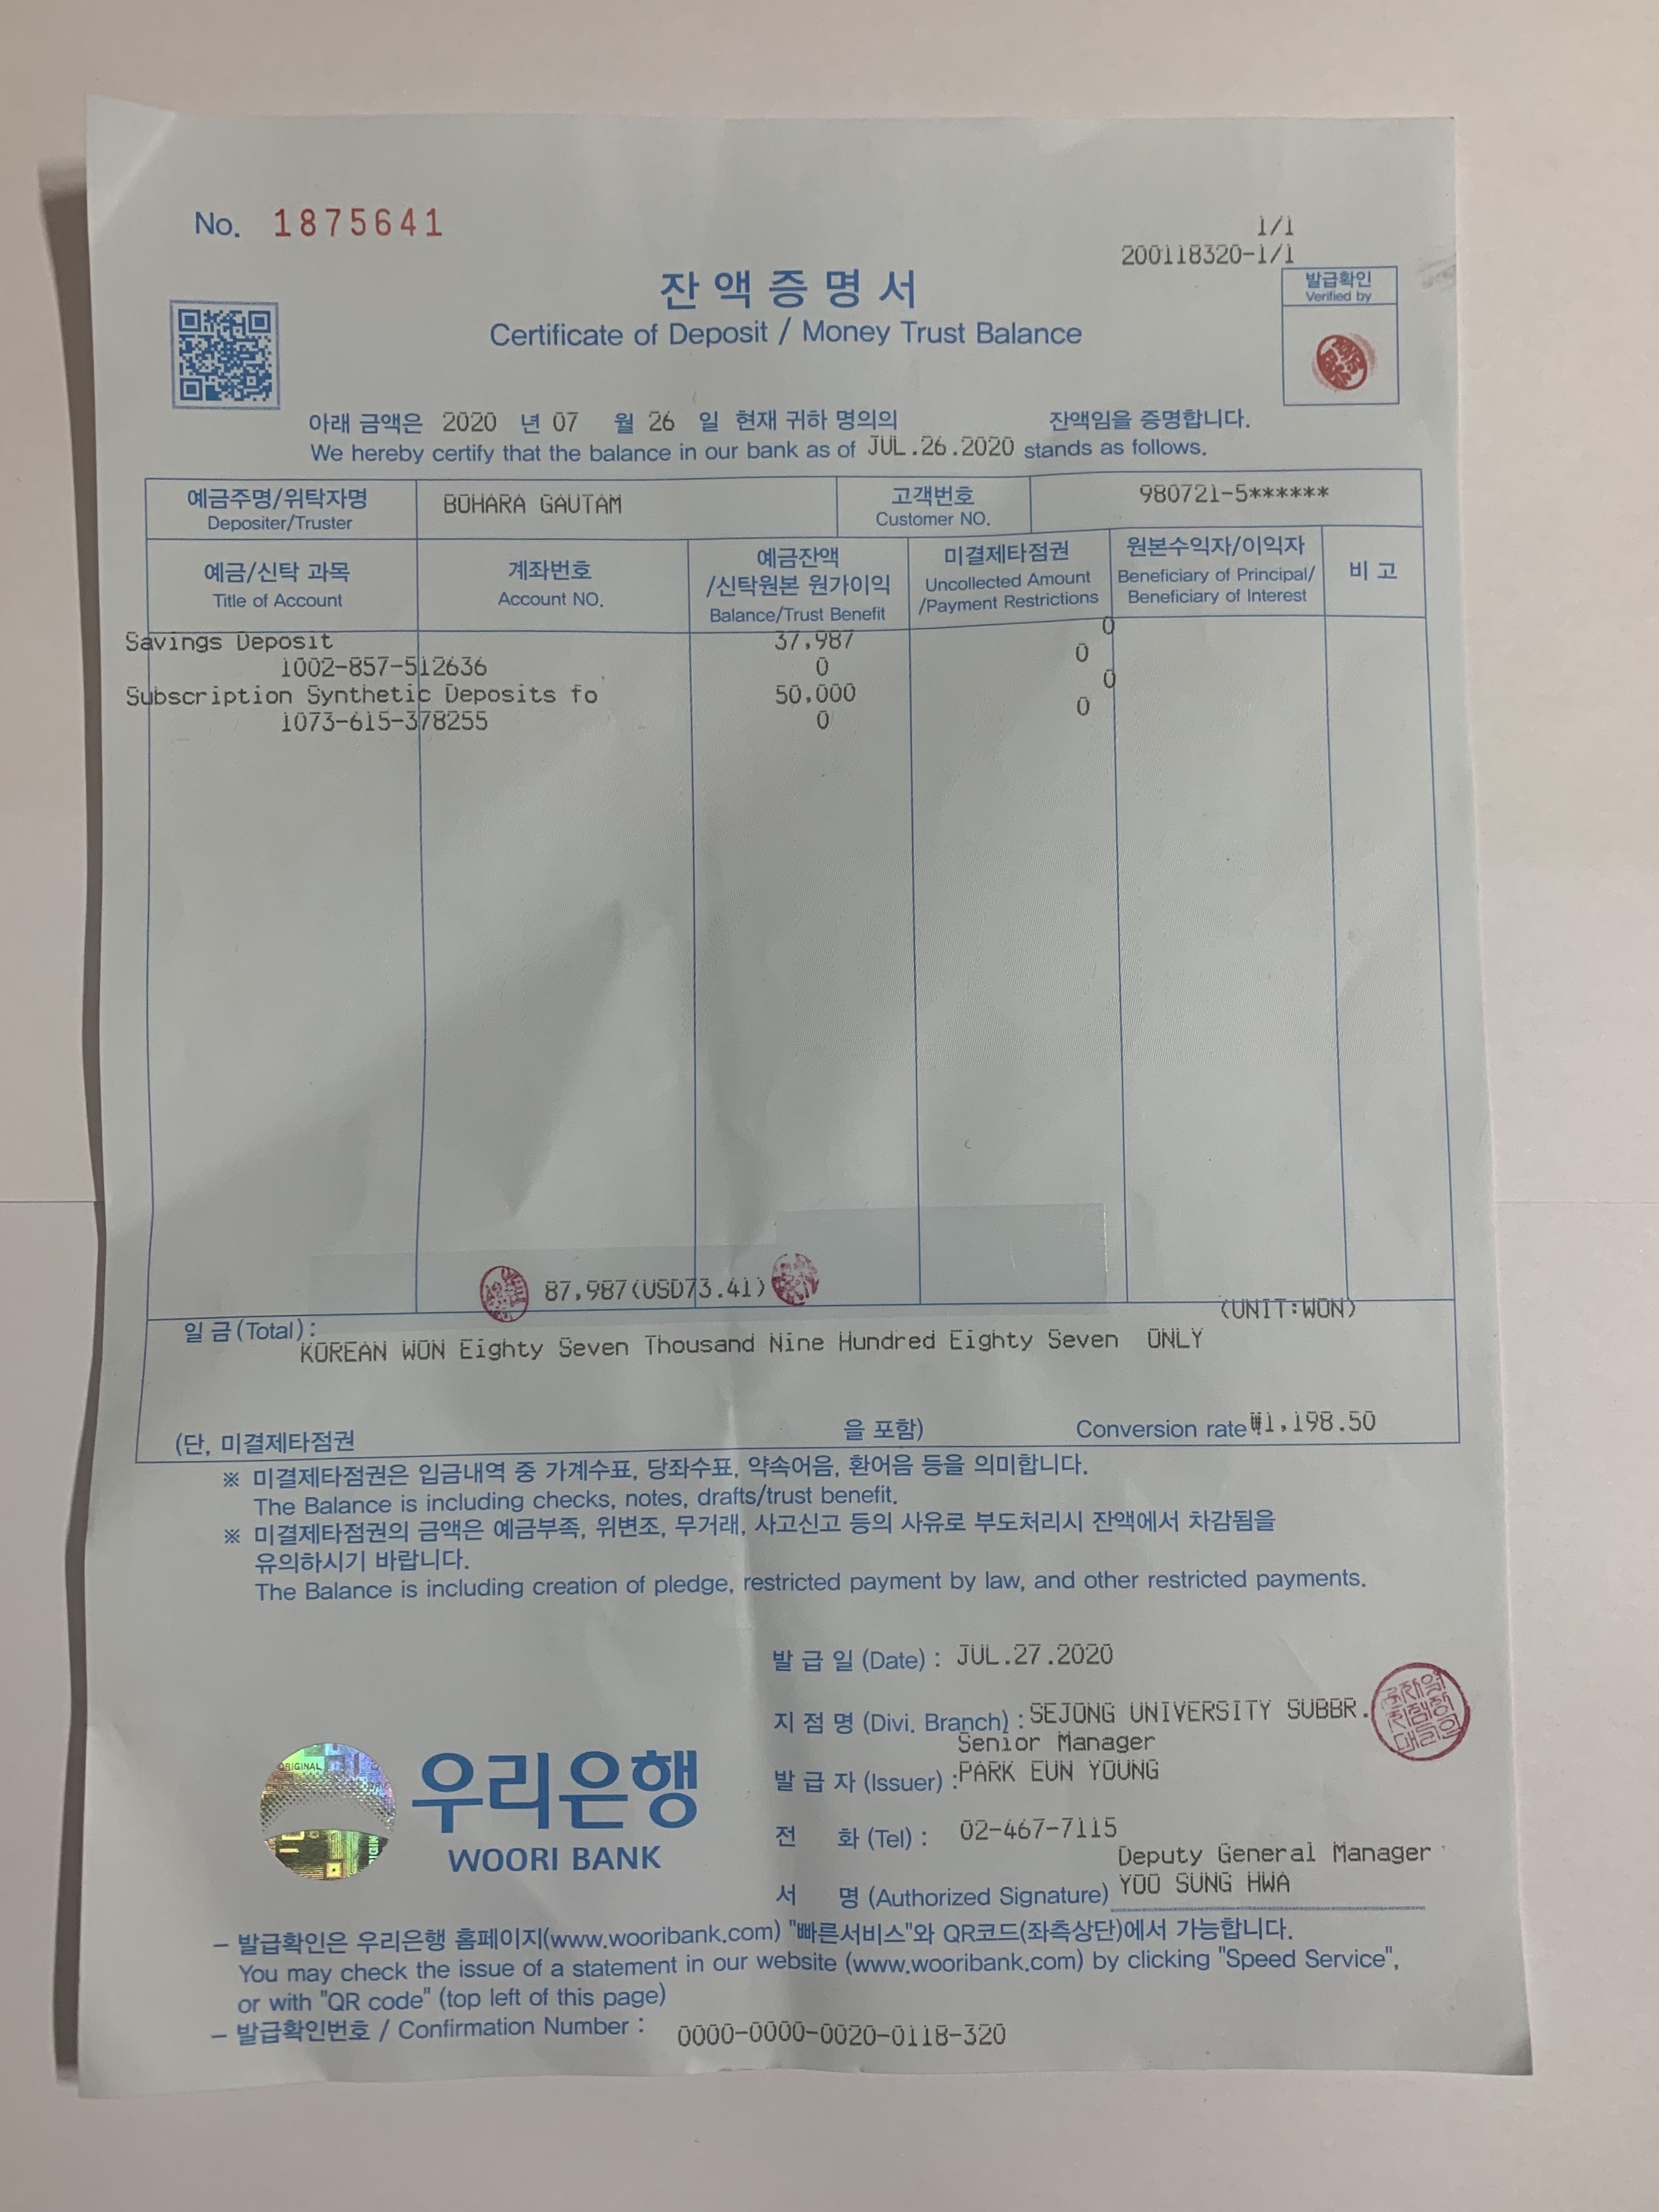 No. 1875641
1/1
200118320-1/1
잔액증명서
Certificate of Deposit / Money Trust Balance
발급확인
Verified by
아래 금액은 2020 년 07 월 26 일 현재 귀하 명의의 잔액임을 증명합니다.
We hereby certify that the balance in our bank as of JUL.26.2020 stands as follows.
예금주명/위탁자명 BOHARA GAUTAM 고객번호 980721-5******
Depositer/Truster Customer NO.
예금/신탁 과목 계좌번호 예금잔액 미결제타점권 원본수익자/이익자 비 고
/신탁원본 원가이익
Title of Account Account NO. Balance/Trust Benefit Uncollected Amount Beneficiary of Principal/
/Payment Restrictions Beneficiary of Interest
Savings Deposit 37,987 0
1002-857-512636 0 0
Subscription Synthetic Deposits fo 50,000 0
1073-615-378255 0 0
87,987(USD73.41)
(UNIT:WON)
일 금 (Total) :
KOREAN WON Eighty Seven Thousand Nine Hundred Eighty Seven ONLY
(단, 미결제타점권 을 포함) Conversion rate ₩1,198.50
※ 미결제타점권은 입금내역 중 가계수표, 당좌수표, 약속어음, 환어음 등을 의미합니다.
The Balance is including checks, notes, drafts/trust benefit.
※ 미결제타점권의 금액은 예금부족, 위변조, 무거래, 사고신고 등의 사유로 부도처리시 잔액에서 차감됨을
유의하시기 바랍니다.
The Balance is including creation of pledge, restricted payment by law, and other restricted payments.
발 급 일 (Date) : JUL.27.2020
지 점 명 (Divi. Branch) : SEJONG UNIVERSITY SUBBR.
Senior Manager
발 급 자 (Issuer) : PARK EUN YOUNG
전 화 (Tel) : 02-467-7115
Deputy General Manager
서 명 (Authorized Signature) YOO SUNG HWA
ORIGINAL
우리은행
WOORI BANK
– 발급확인은 우리은행 홈페이지(www.wooribank.com) "빠른서비스"와 QR코드(좌측상단)에서 가능합니다.
You may check the issue of a statement in our website (www.wooribank.com) by clicking "Speed Service",
or with "QR code" (top left of this page)
– 발급확인번호 / Confirmation Number : 0000-0000-0020-0118-320